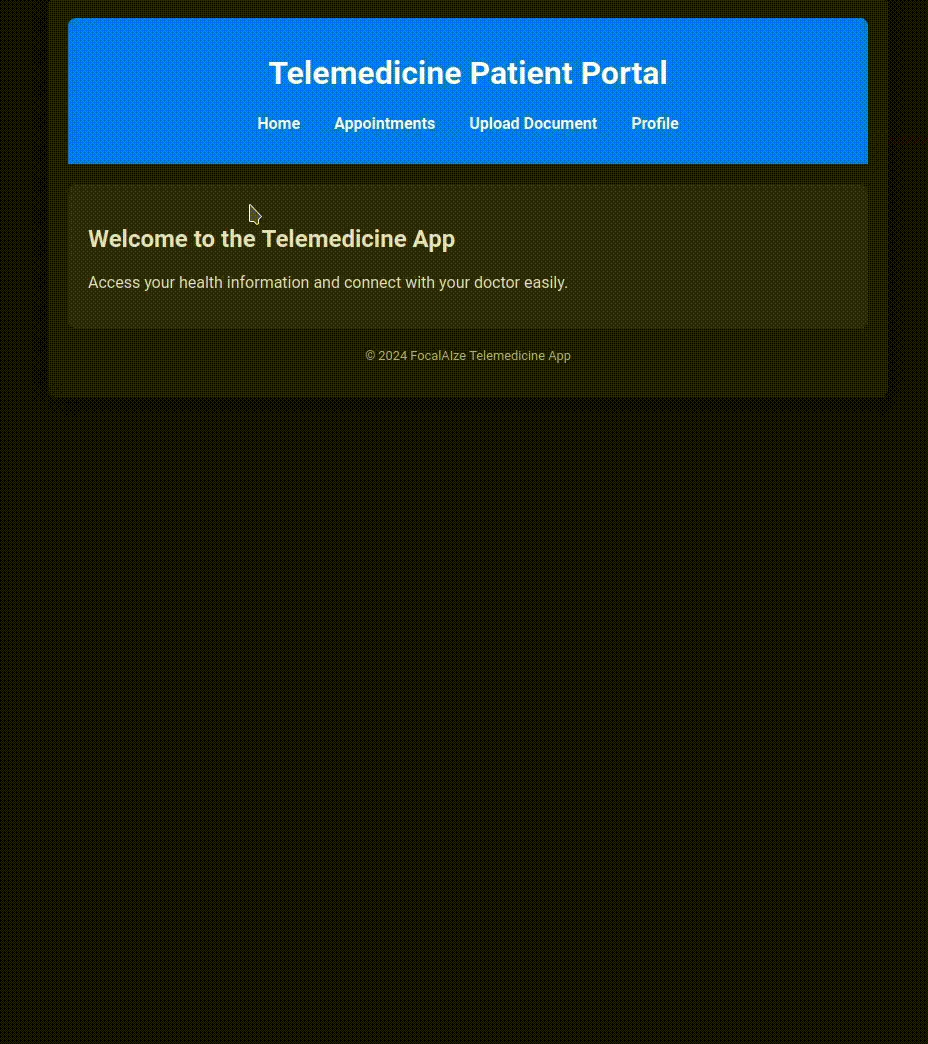 Telemedicine Patient Portal
Home Appointments Upload Document Profile
Welcome to the Telemedicine App
Access your health information and connect with your doctor easily.
© 2024 FocalAIze Telemedicine App